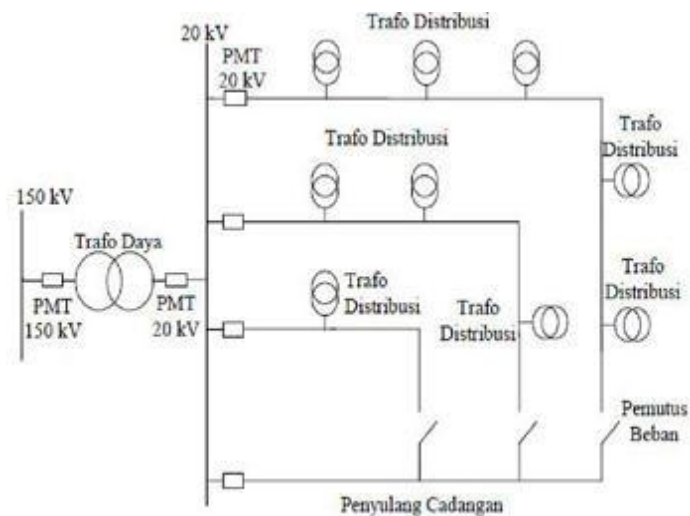 20 kV
Trafo Distribusi
PMT
20 kV
Trafo Distribusi
Trafo
Distribusi
150 kV
Trafo Daya
PMT
150 kV
PMT
20 kV
Trafo
Distribusi
Trafo
Distribusi
Trafo
Distribusi
Pemutus
Beban
Penyulang Cadangan